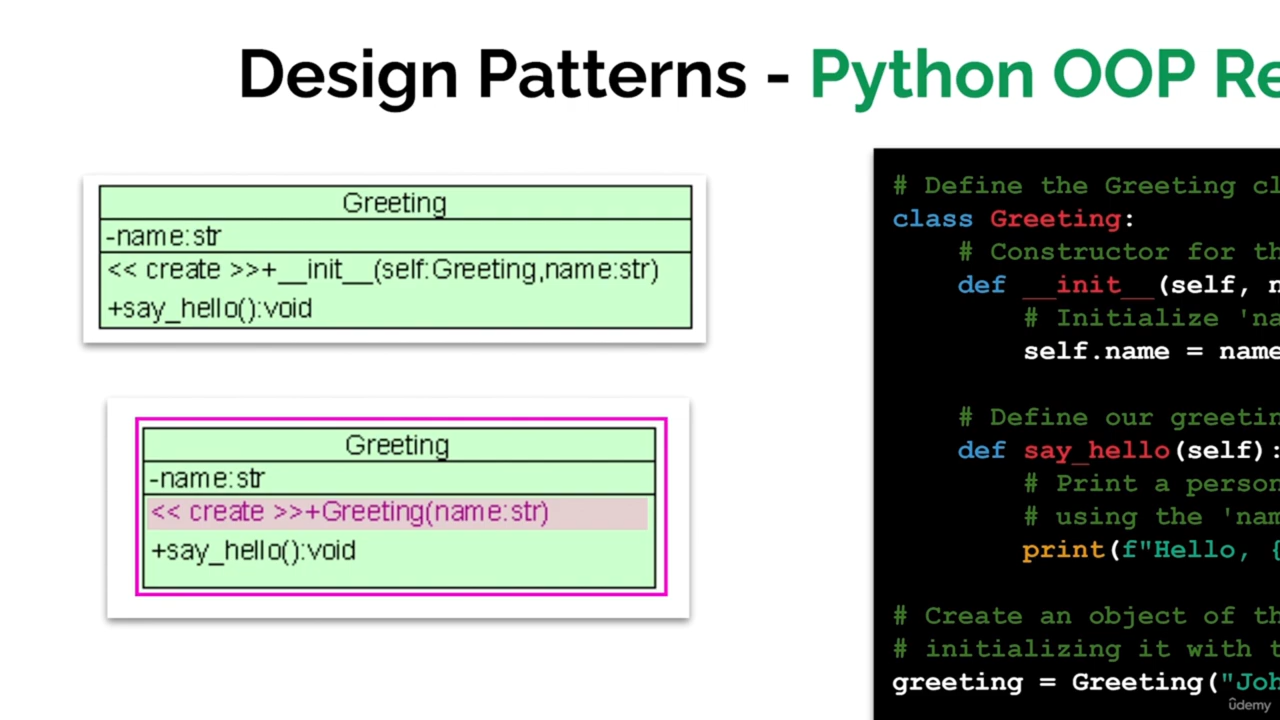 Design Patterns - Python OOP Re
Greeting
-name:str
<< create >>+__init__(self:Greeting,name:str)
+say_hello():void
Greeting
-name:str
<< create >>+Greeting(name:str)
+say_hello():void
# Define the Greeting cl
class Greeting:
# Constructor for th
def __init__(self, n
# Initialize 'na
self.name = name
# Define our greetin
def say_hello(self):
# Print a person
# using the 'nam
print(f"Hello, {
# Create an object of th
# initializing it with t
greeting = Greeting("Joh
ûdemy